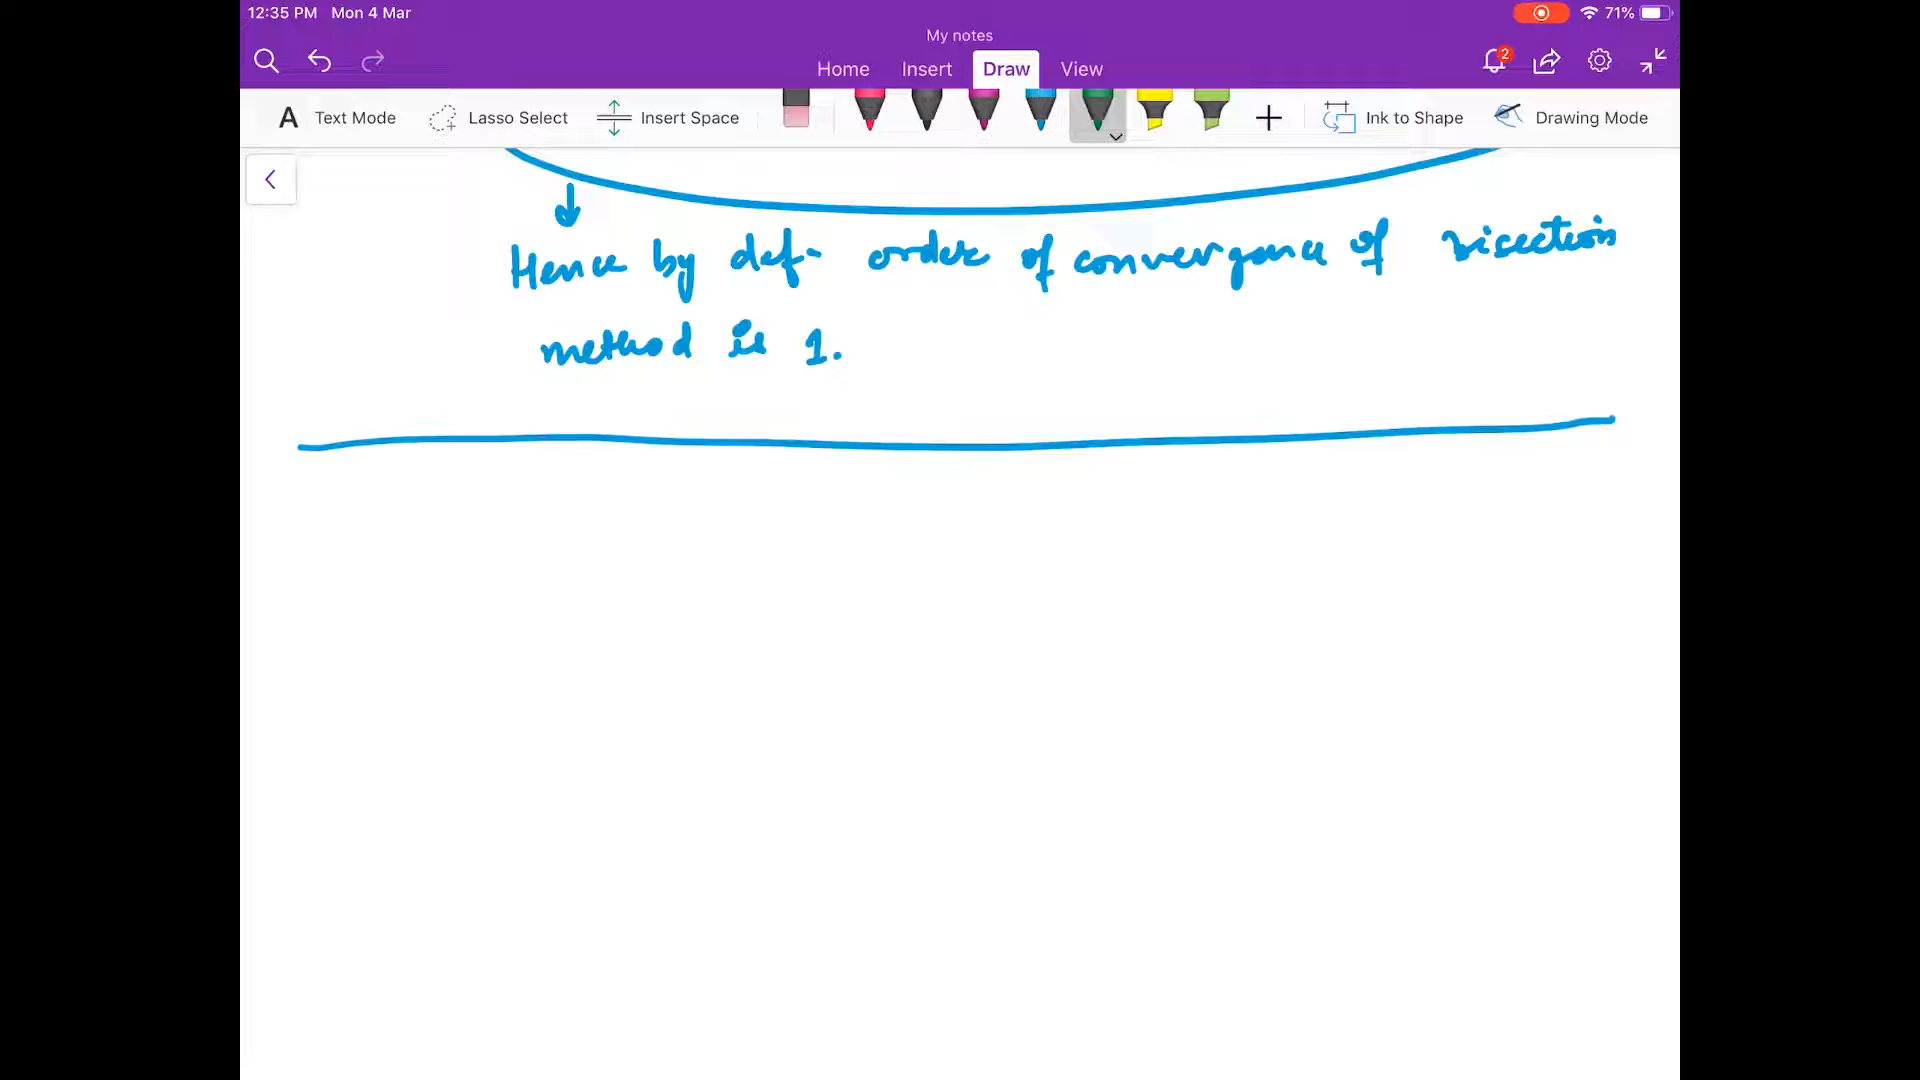 12:35 PM Mon 4 Mar
71%
My notes
2
Home Insert Draw View
A Text Mode Lasso Select Insert Space Ink to Shape Drawing Mode
Hence by def- order of convergence of bisection
method is 1.